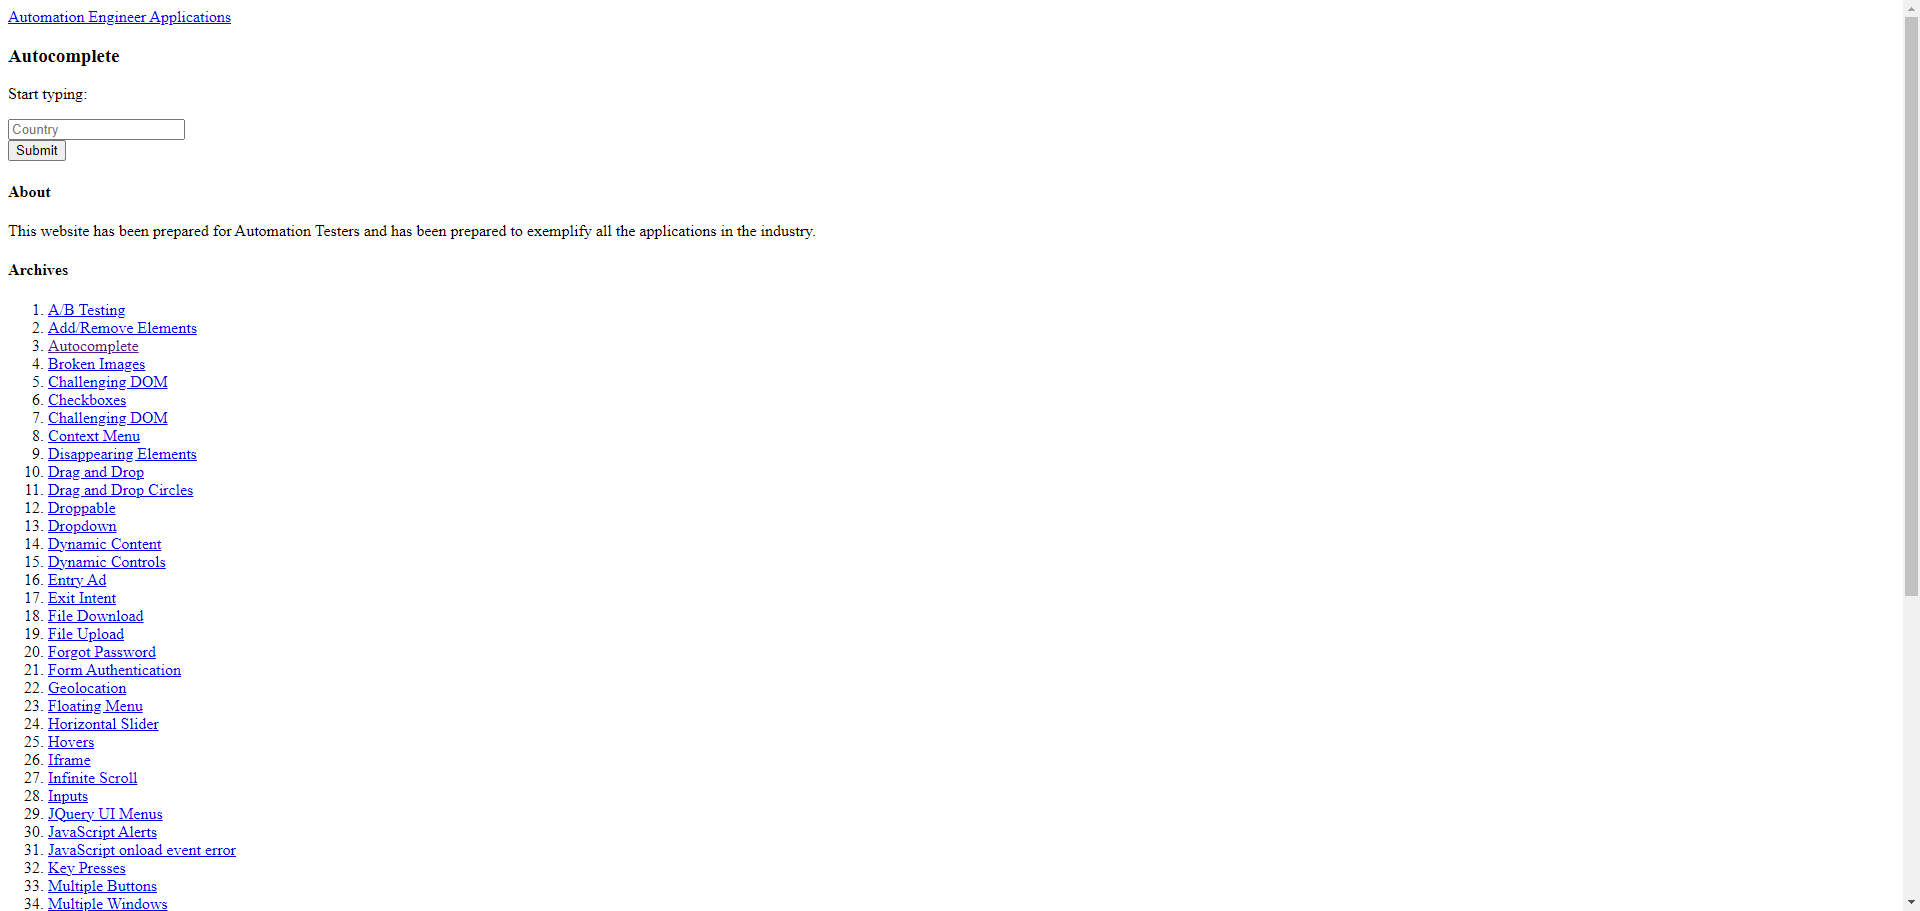 Automation Engineer Applications
Autocomplete
Start typing:
Country
Submit
About
This website has been prepared for Automation Testers and has been prepared to exemplify all the applications in the industry.
Archives
1. A/B Testing
2. Add/Remove Elements
3. Autocomplete
4. Broken Images
5. Challenging DOM
6. Checkboxes
7. Challenging DOM
8. Context Menu
9. Disappearing Elements
10. Drag and Drop
11. Drag and Drop Circles
12. Droppable
13. Dropdown
14. Dynamic Content
15. Dynamic Controls
16. Entry Ad
17. Exit Intent
18. File Download
19. File Upload
20. Forgot Password
21. Form Authentication
22. Geolocation
23. Floating Menu
24. Horizontal Slider
25. Hovers
26. Iframe
27. Infinite Scroll
28. Inputs
29. JQuery UI Menus
30. JavaScript Alerts
31. JavaScript onload event error
32. Key Presses
33. Multiple Buttons
34. Multiple Windows